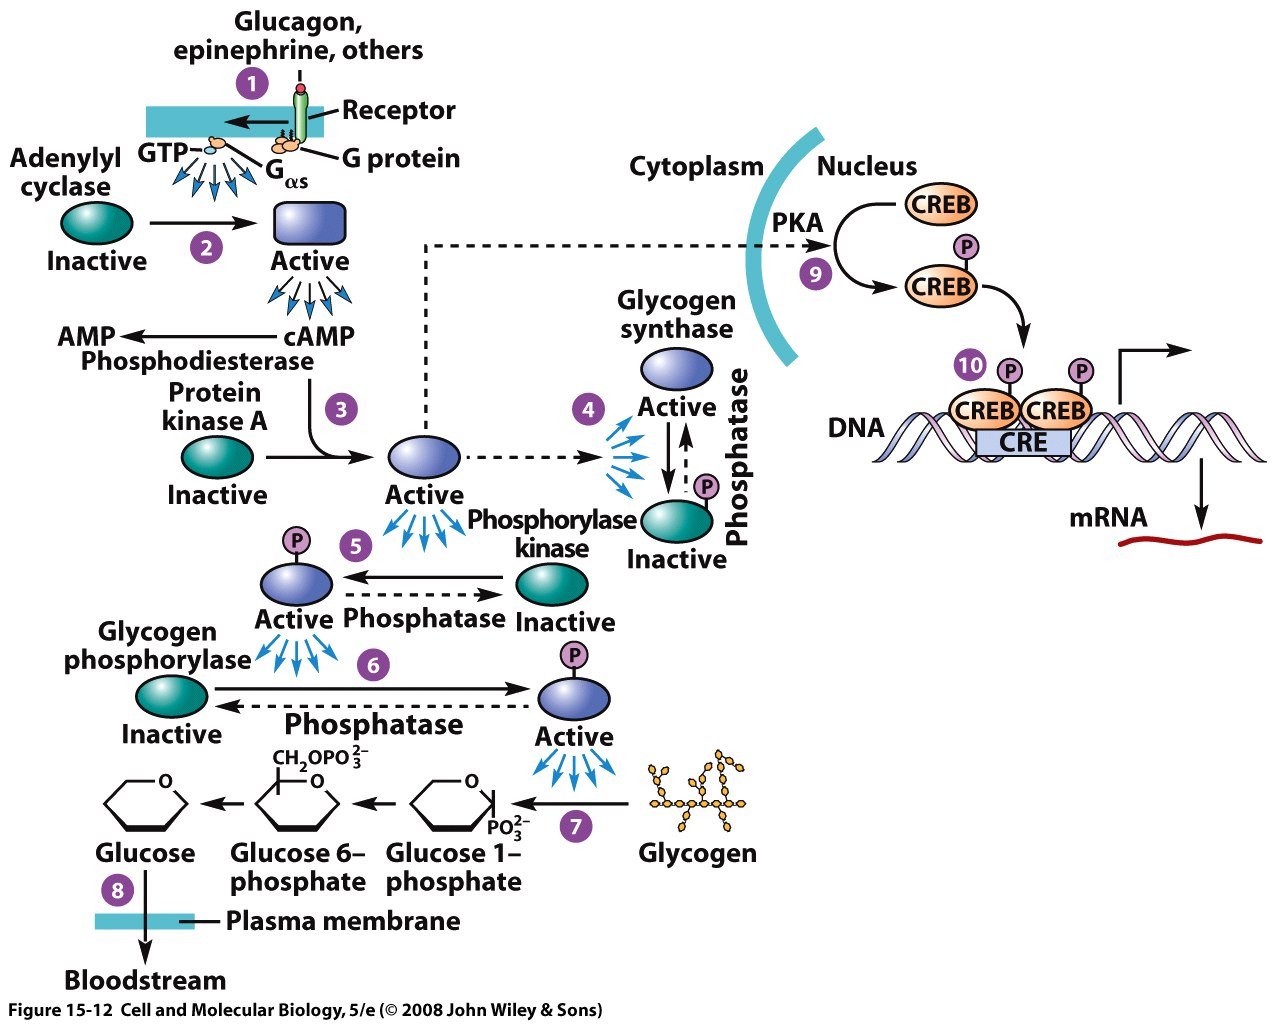 Glucagon,
epinephrine, others
1
Receptor
GTP
G protein
Gαs
Adenylyl
cyclase
Inactive
2
Active
AMP
cAMP
Phosphodiesterase
Protein
kinase A
3
Inactive
Active
Cytoplasm
Nucleus
PKA
CREB
9
P
CREB
Glycogen
synthase
4
Active
Phosphatase
P
Inactive
10
P
P
CREB
CREB
DNA
CRE
mRNA
Phosphorylase
kinase
P
5
Active
Phosphatase
Inactive
Glycogen
phosphorylase
6
P
Inactive
Phosphatase
Active
CH2OPO3 2–
O
O
O
PO3 2–
7
Glucose
Glucose 6–
phosphate
Glucose 1–
phosphate
Glycogen
8
Plasma membrane
Bloodstream
Figure 15-12 Cell and Molecular Biology, 5/e (© 2008 John Wiley & Sons)